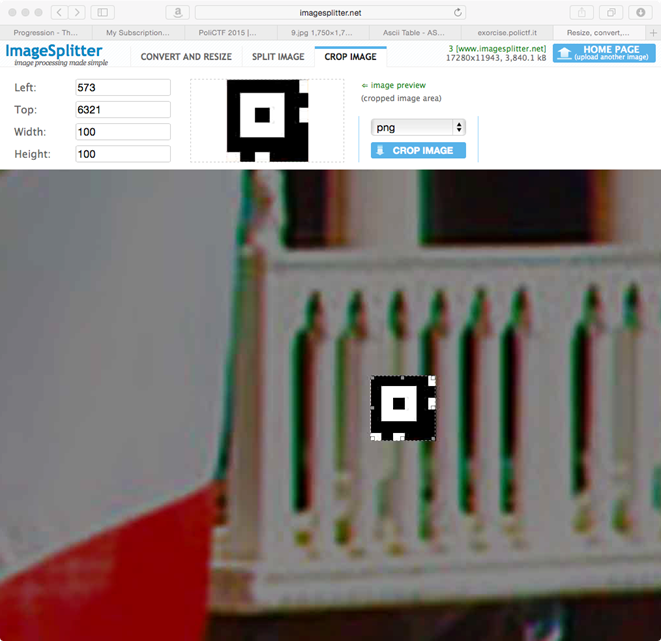 imagesplitter.net
Progression - Th...
My Subscription...
PoliCTF 2015 |...
9.jpg 1,750×1,7...
Ascii Table - AS...
exorcise.polictf.it
Resize, convert,...
ImageSplitter
image processing made simple
CONVERT AND RESIZE
SPLIT IMAGE
CROP IMAGE
3 [www.imagesplitter.net]
17280x11943, 3,840.1 kB
HOME PAGE
(upload another image)
Left: 573
Top: 6321
Width: 100
Height: 100
⇐ image preview
(cropped image area)
png
CROP IMAGE